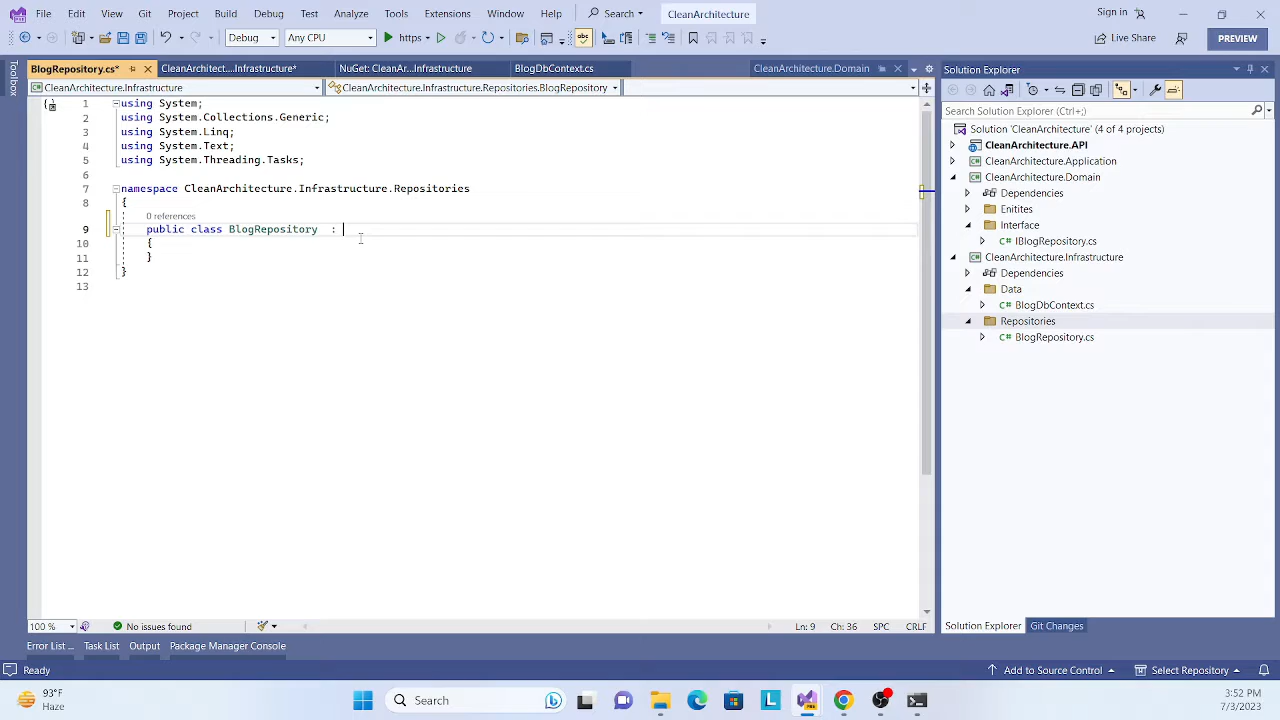 File Edit View Git Project Build Debug Test Analyze Tools Extensions Window Help Search CleanArchitecture Sign in
Debug Any CPU https Live Share PREVIEW
BlogRepository.cs* CleanArchitect...Infrastructure* NuGet: CleanAr...Infrastructure BlogDbContext.cs CleanArchitecture.Domain
CleanArchitecture.Infrastructure CleanArchitecture.Infrastructure.Repositories.BlogRepository
1 using System;
2 using System.Collections.Generic;
3 using System.Linq;
4 using System.Text;
5 using System.Threading.Tasks;
6
7 namespace CleanArchitecture.Infrastructure.Repositories
8 {
0 references
9 public class BlogRepository :
10 {
11 }
12 }
13
100 % No issues found Ln: 9 Ch: 36 SPC CRLF
Error List ... Task List Output Package Manager Console
Toolbox
Solution Explorer
Search Solution Explorer (Ctrl+;)
Solution 'CleanArchitecture' (4 of 4 projects)
CleanArchitecture.API
C# CleanArchitecture.Application
C# CleanArchitecture.Domain
Dependencies
Enitites
Interface
C# IBlogRepository.cs
C# CleanArchitecture.Infrastructure
Dependencies
Data
C# BlogDbContext.cs
Repositories
C# BlogRepository.cs
Solution Explorer Git Changes
Ready Add to Source Control Select Repository
93°F
Haze
Search
3:52 PM
7/3/2023